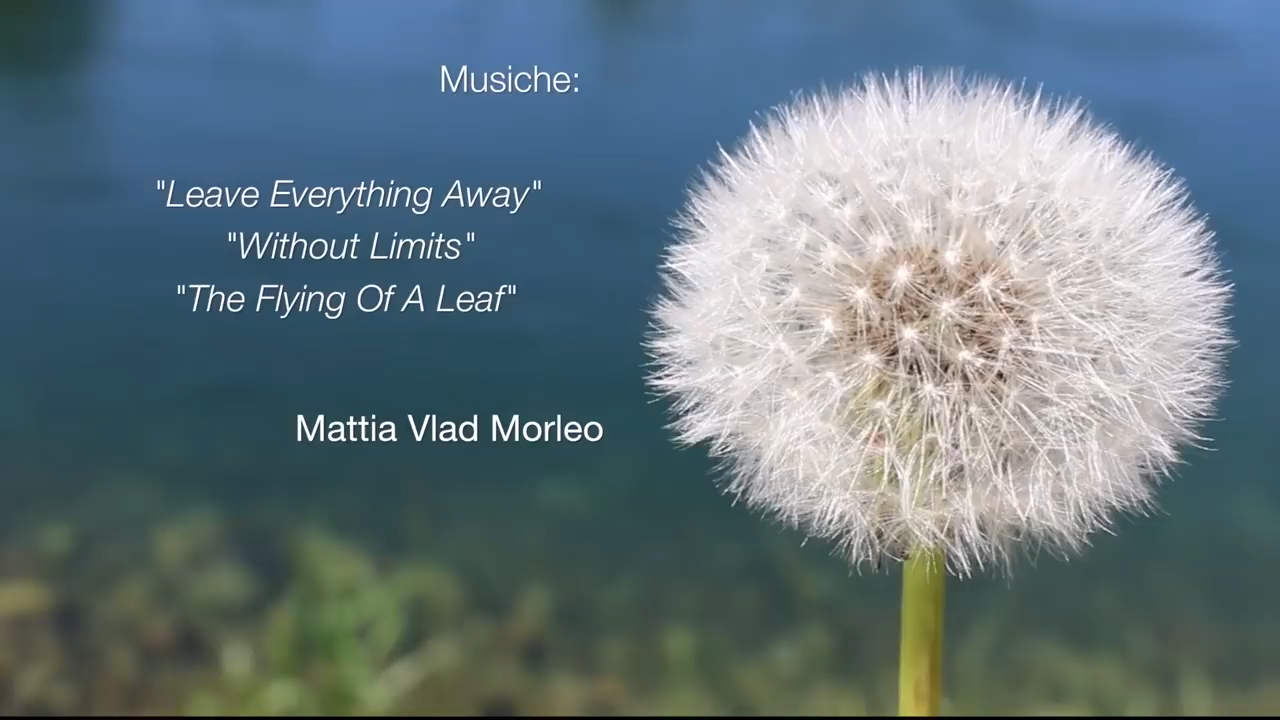 Musiche:
"Leave Everything Away"
"Without Limits"
"The Flying Of A Leaf"
Mattia Vlad Morleo